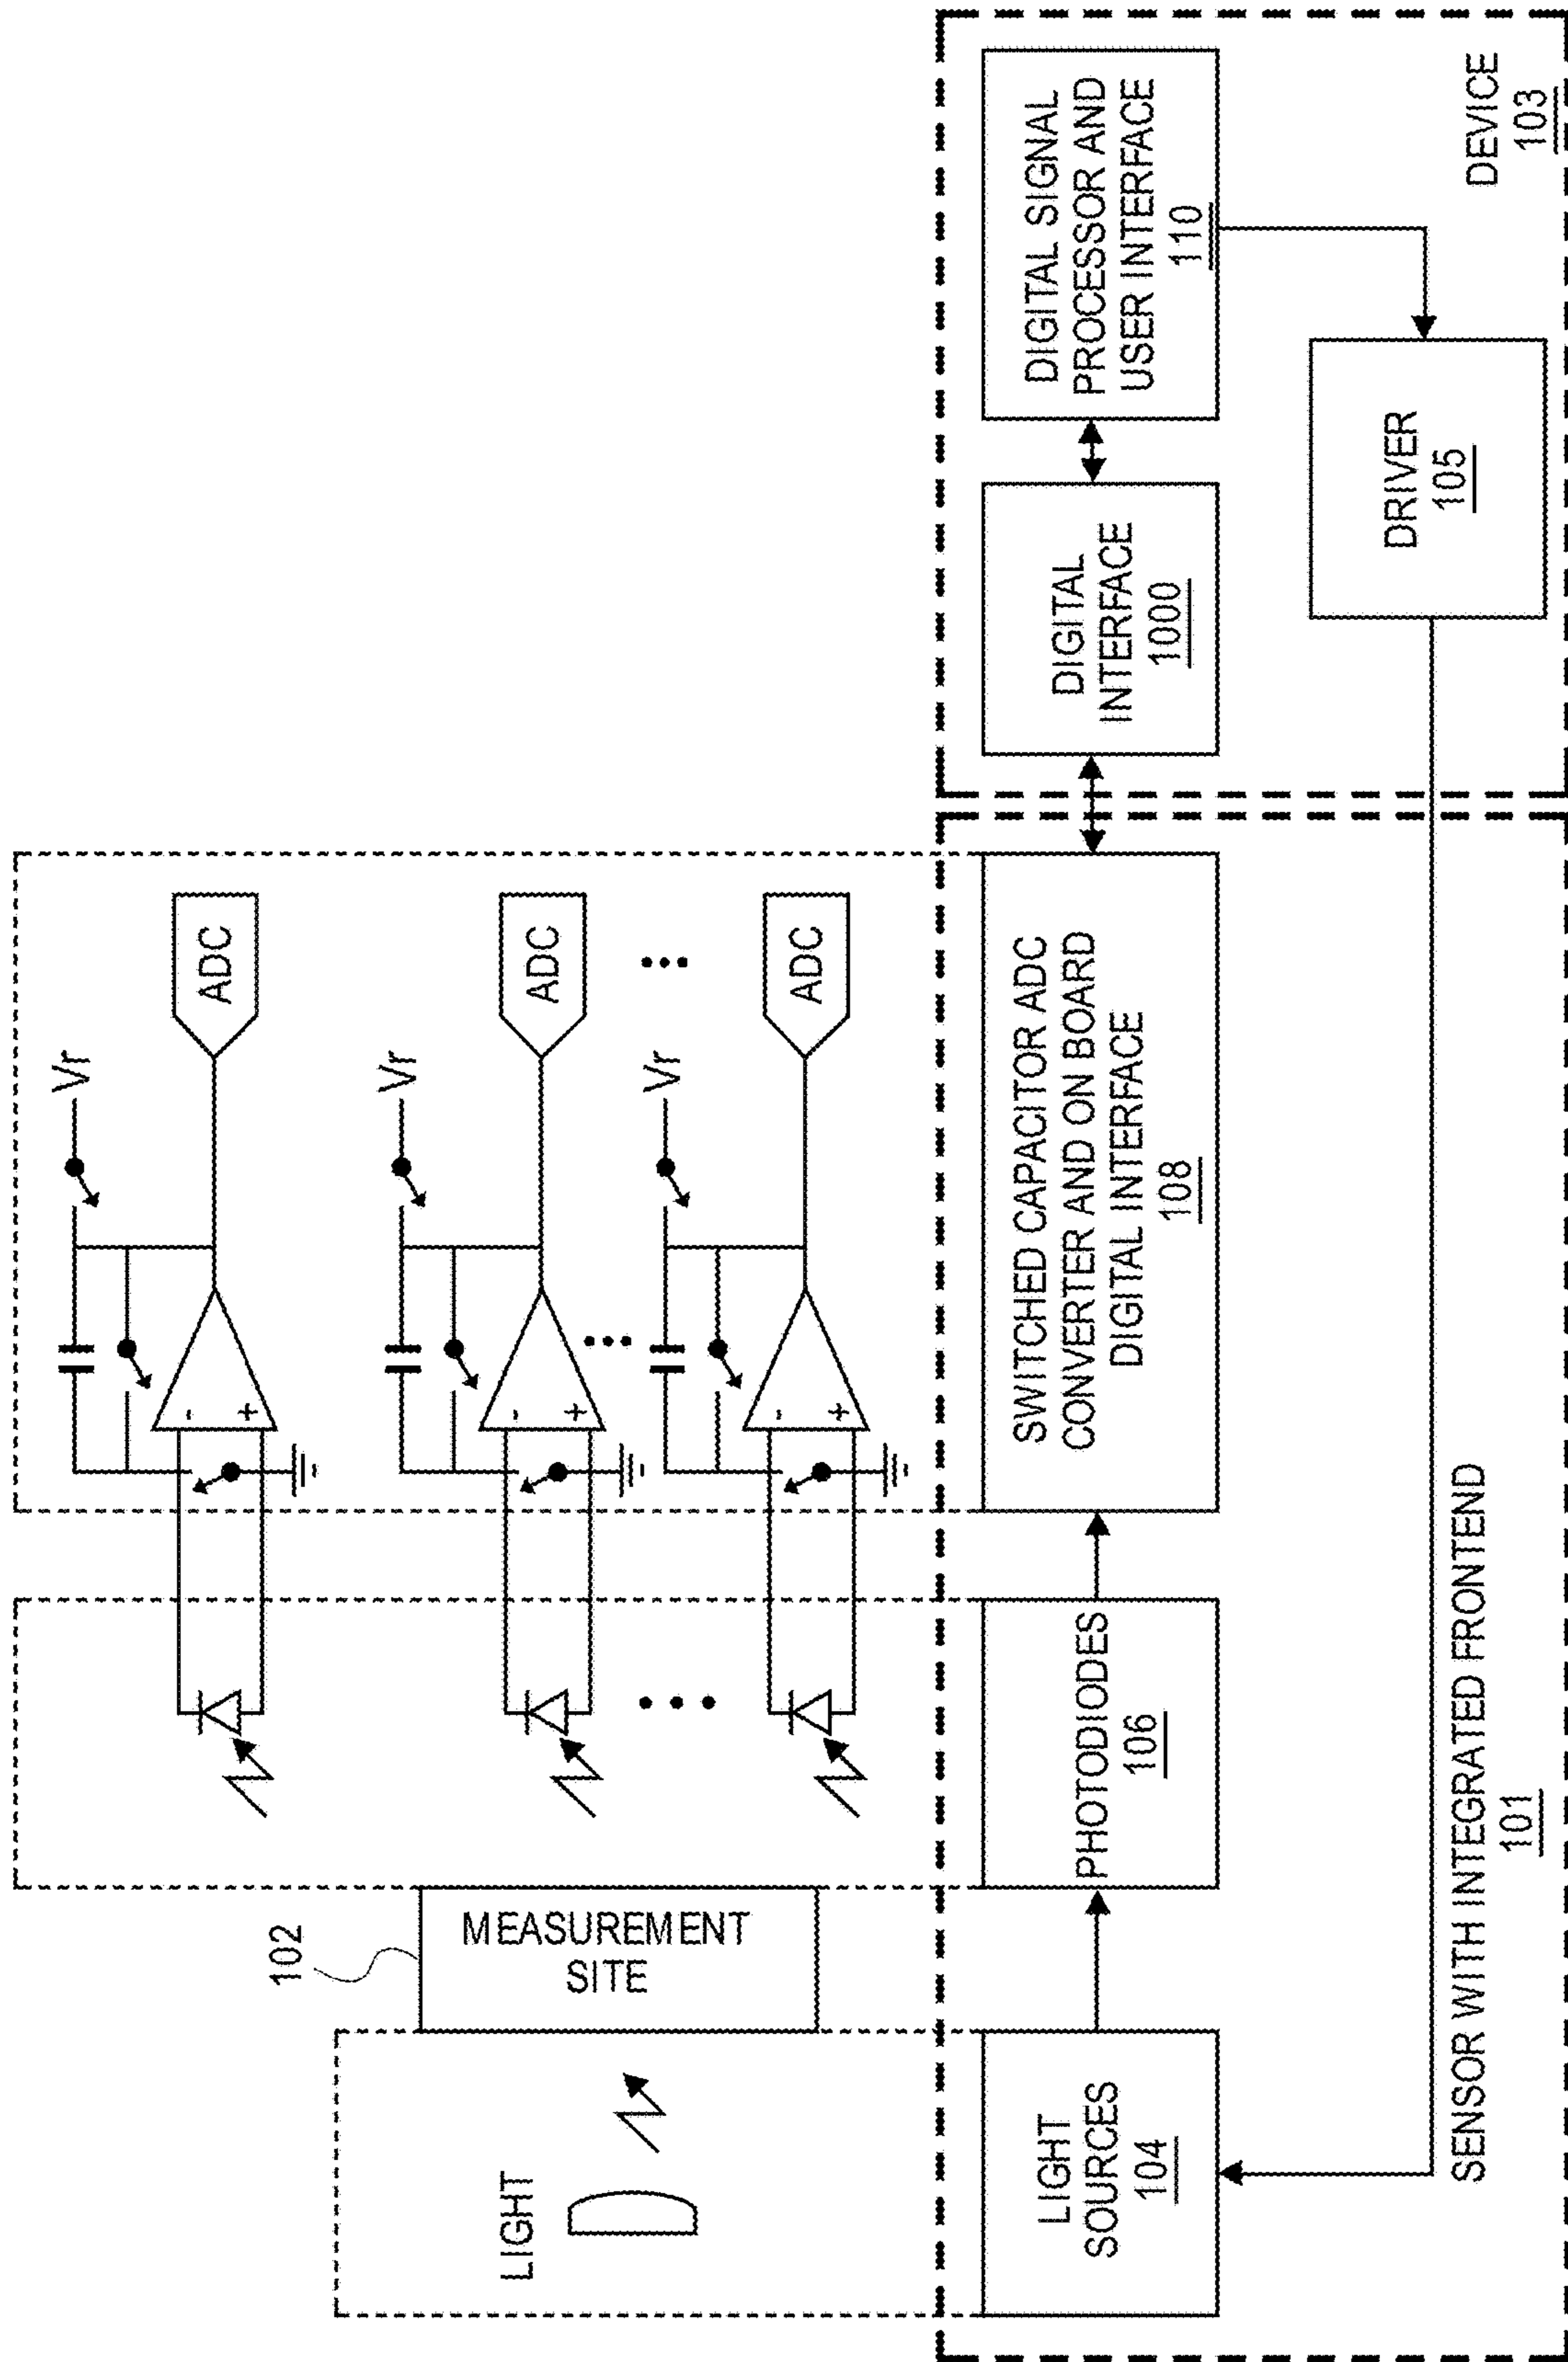 LIGHT
102
MEASUREMENT
SITE
- +
- +
- +
Vr
Vr
Vr
ADC
ADC
ADC
LIGHT
SOURCES
104
PHOTODIODES
106
SWITCHED CAPACITOR ADC
CONVERTER AND ON BOARD
DIGITAL INTERFACE
108
DIGITAL
INTERFACE
1000
DIGITAL SIGNAL
PROCESSOR AND
USER INTERFACE
110
DRIVER
105
SENSOR WITH INTEGRATED FRONTEND
101
DEVICE
103